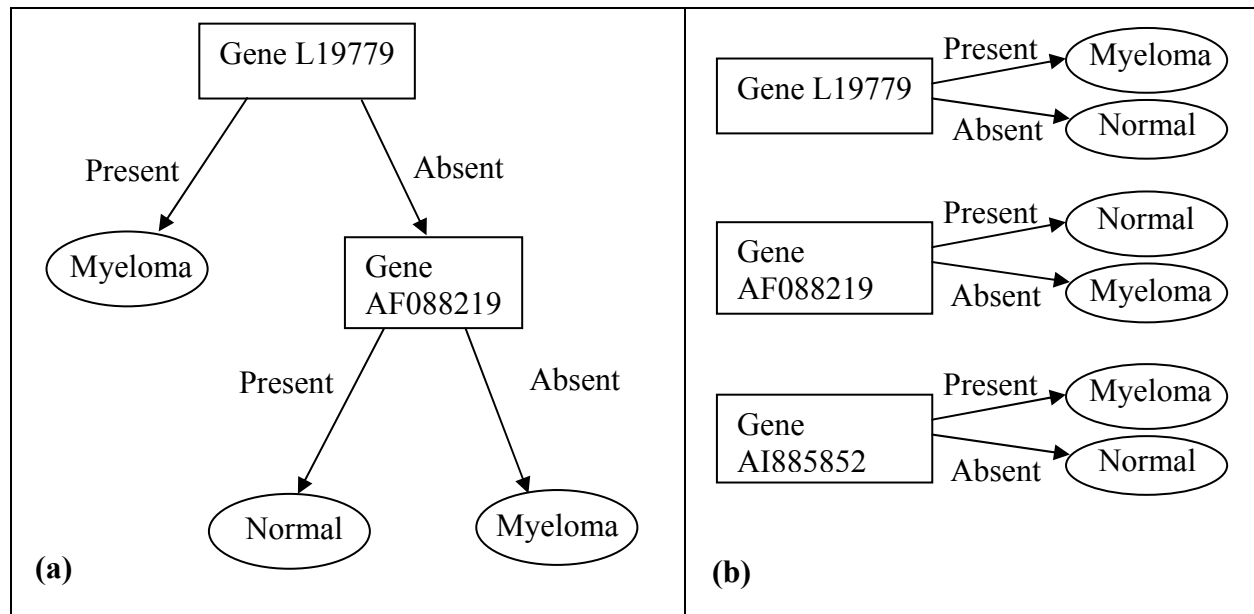 Gene L19779
Present
Absent
Myeloma
Gene
AF088219
Present
Absent
Normal
Myeloma
(a)
Gene L19779
Present
Myeloma
Absent
Normal
Gene
AF088219
Present
Normal
Absent
Myeloma
Gene
AI885852
Present
Myeloma
Absent
Normal
(b)